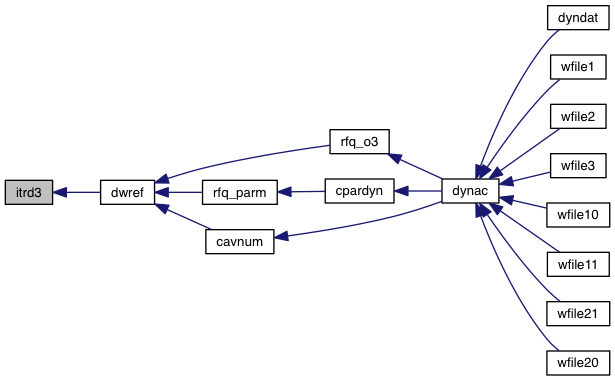 itrd3
dwref
rfq_o3
rfq_parm
cavnum
cpardyn
dynac
dyndat
wfile1
wfile2
wfile3
wfile10
wfile11
wfile21
wfile20